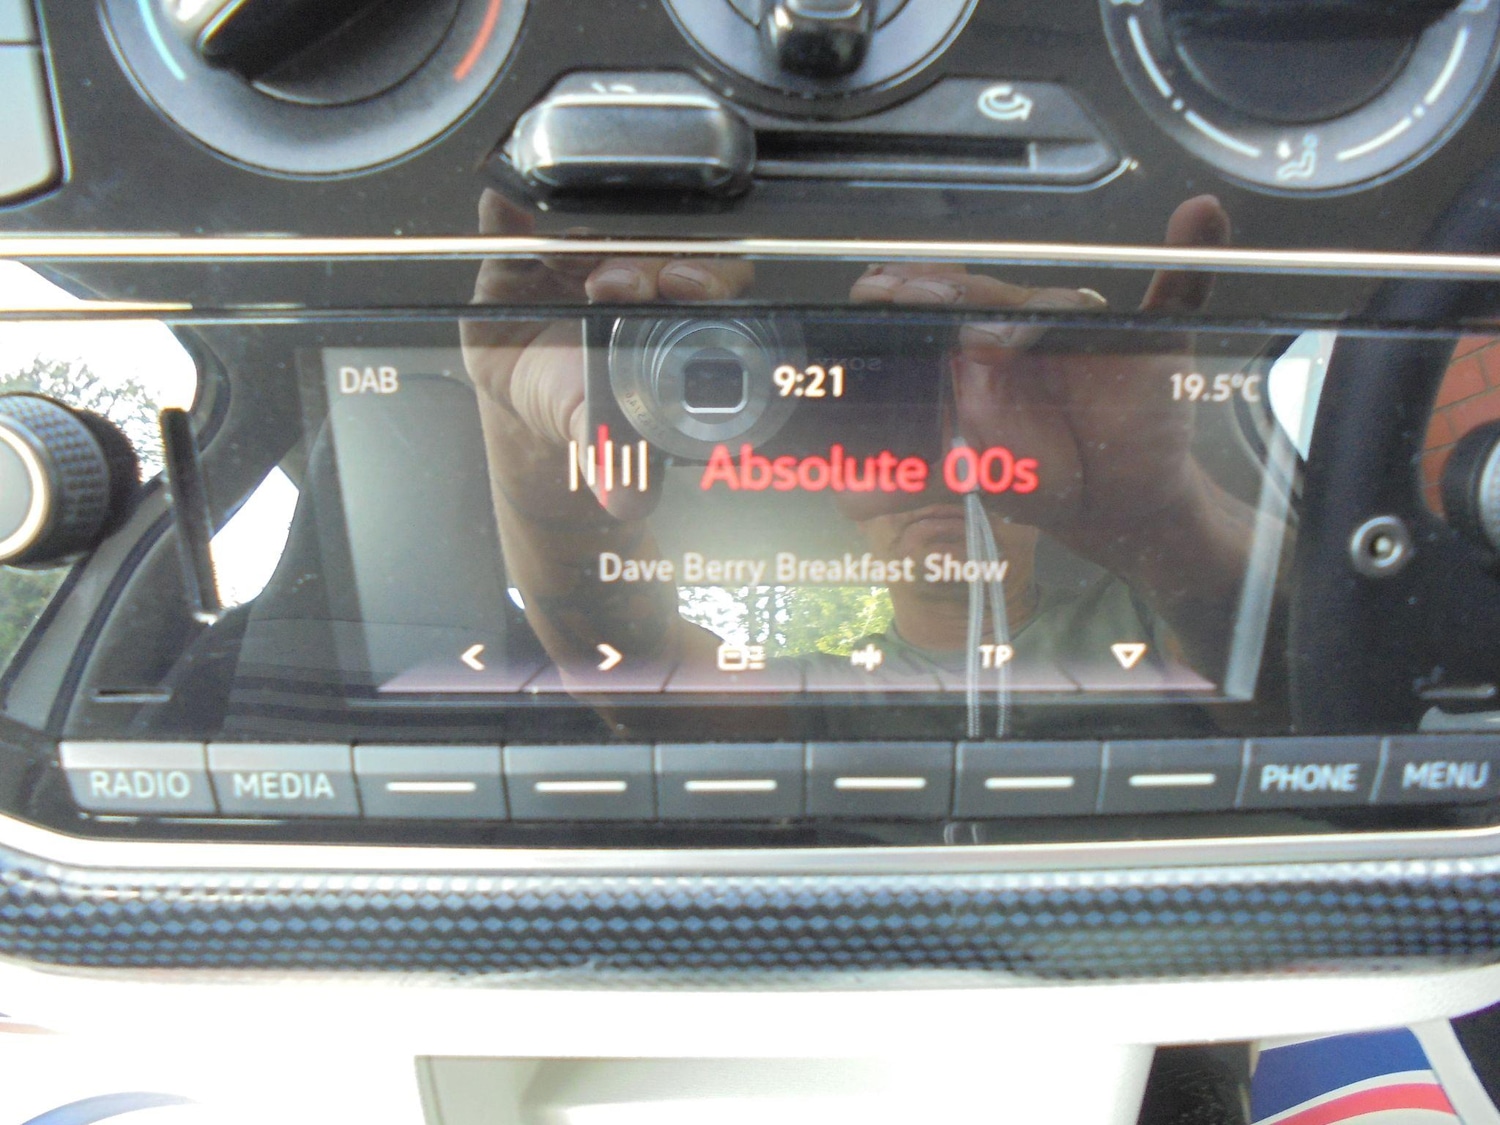 DAB 9:21 19.5°C
Absolute 00s
Dave Berry Breakfast Show
TP
RADIO MEDIA PHONE MENU